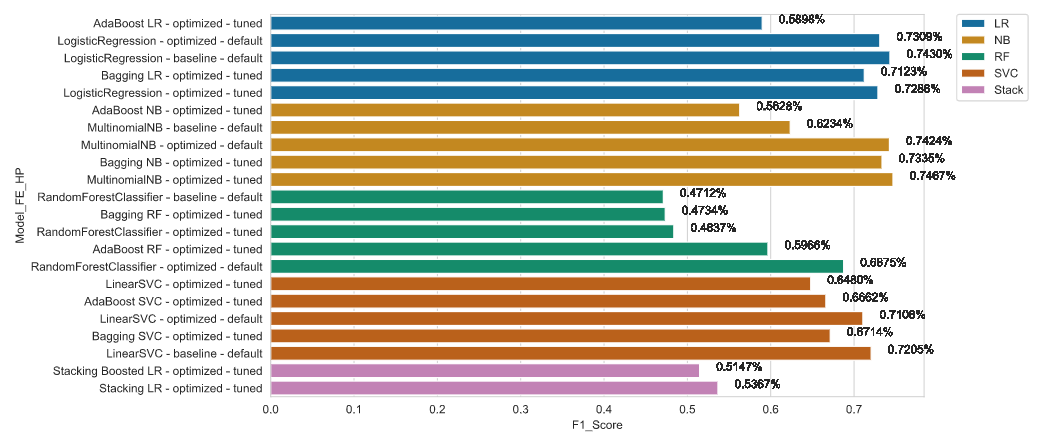 AdaBoost LR - optimized - tuned 0.5898%
LogisticRegression - optimized - default 0.7309%
LogisticRegression - baseline - default 0.7430%
Bagging LR - optimized - tuned 0.7123%
LogisticRegression - optimized - tuned 0.7286%
AdaBoost NB - optimized - tuned 0.5628%
MultinomialNB - baseline - default 0.6234%
MultinomialNB - optimized - default 0.7424%
Bagging NB - optimized - tuned 0.7335%
MultinomialNB - optimized - tuned 0.7467%
RandomForestClassifier - baseline - default 0.4712%
Bagging RF - optimized - tuned 0.4734%
RandomForestClassifier - optimized - tuned 0.4837%
AdaBoost RF - optimized - tuned 0.5966%
RandomForestClassifier - optimized - default 0.6875%
LinearSVC - optimized - tuned 0.6480%
AdaBoost SVC - optimized - tuned 0.6662%
LinearSVC - optimized - default 0.7106%
Bagging SVC - optimized - tuned 0.6714%
LinearSVC - baseline - default 0.7205%
Stacking Boosted LR - optimized - tuned 0.5147%
Stacking LR - optimized - tuned 0.5367%
Model_FE_HP
0.0 0.1 0.2 0.3 0.4 0.5 0.6 0.7
F1_Score
LR
NB
RF
SVC
Stack